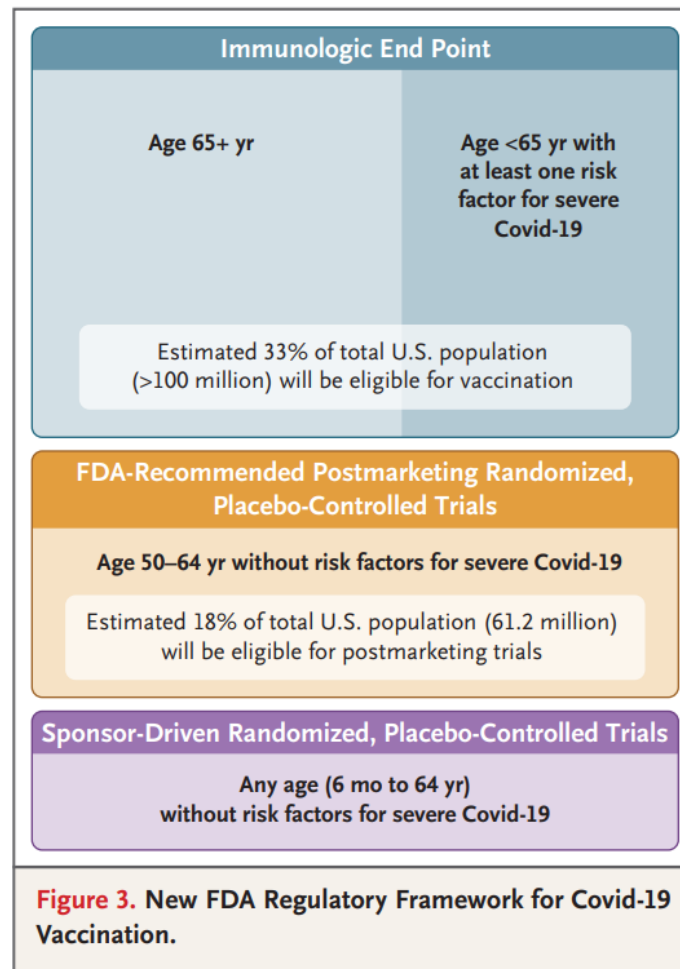 Immunologic End Point
Age 65+ yr
Age <65 yr with
at least one risk
factor for severe
Covid-19
Estimated 33% of total U.S. population
(>100 million) will be eligible for vaccination
FDA-Recommended Postmarketing Randomized,
Placebo-Controlled Trials
Age 50–64 yr without risk factors for severe Covid-19
Estimated 18% of total U.S. population (61.2 million)
will be eligible for postmarketing trials
Sponsor-Driven Randomized, Placebo-Controlled Trials
Any age (6 mo to 64 yr)
without risk factors for severe Covid-19
Figure 3. New FDA Regulatory Framework for Covid-19
Vaccination.